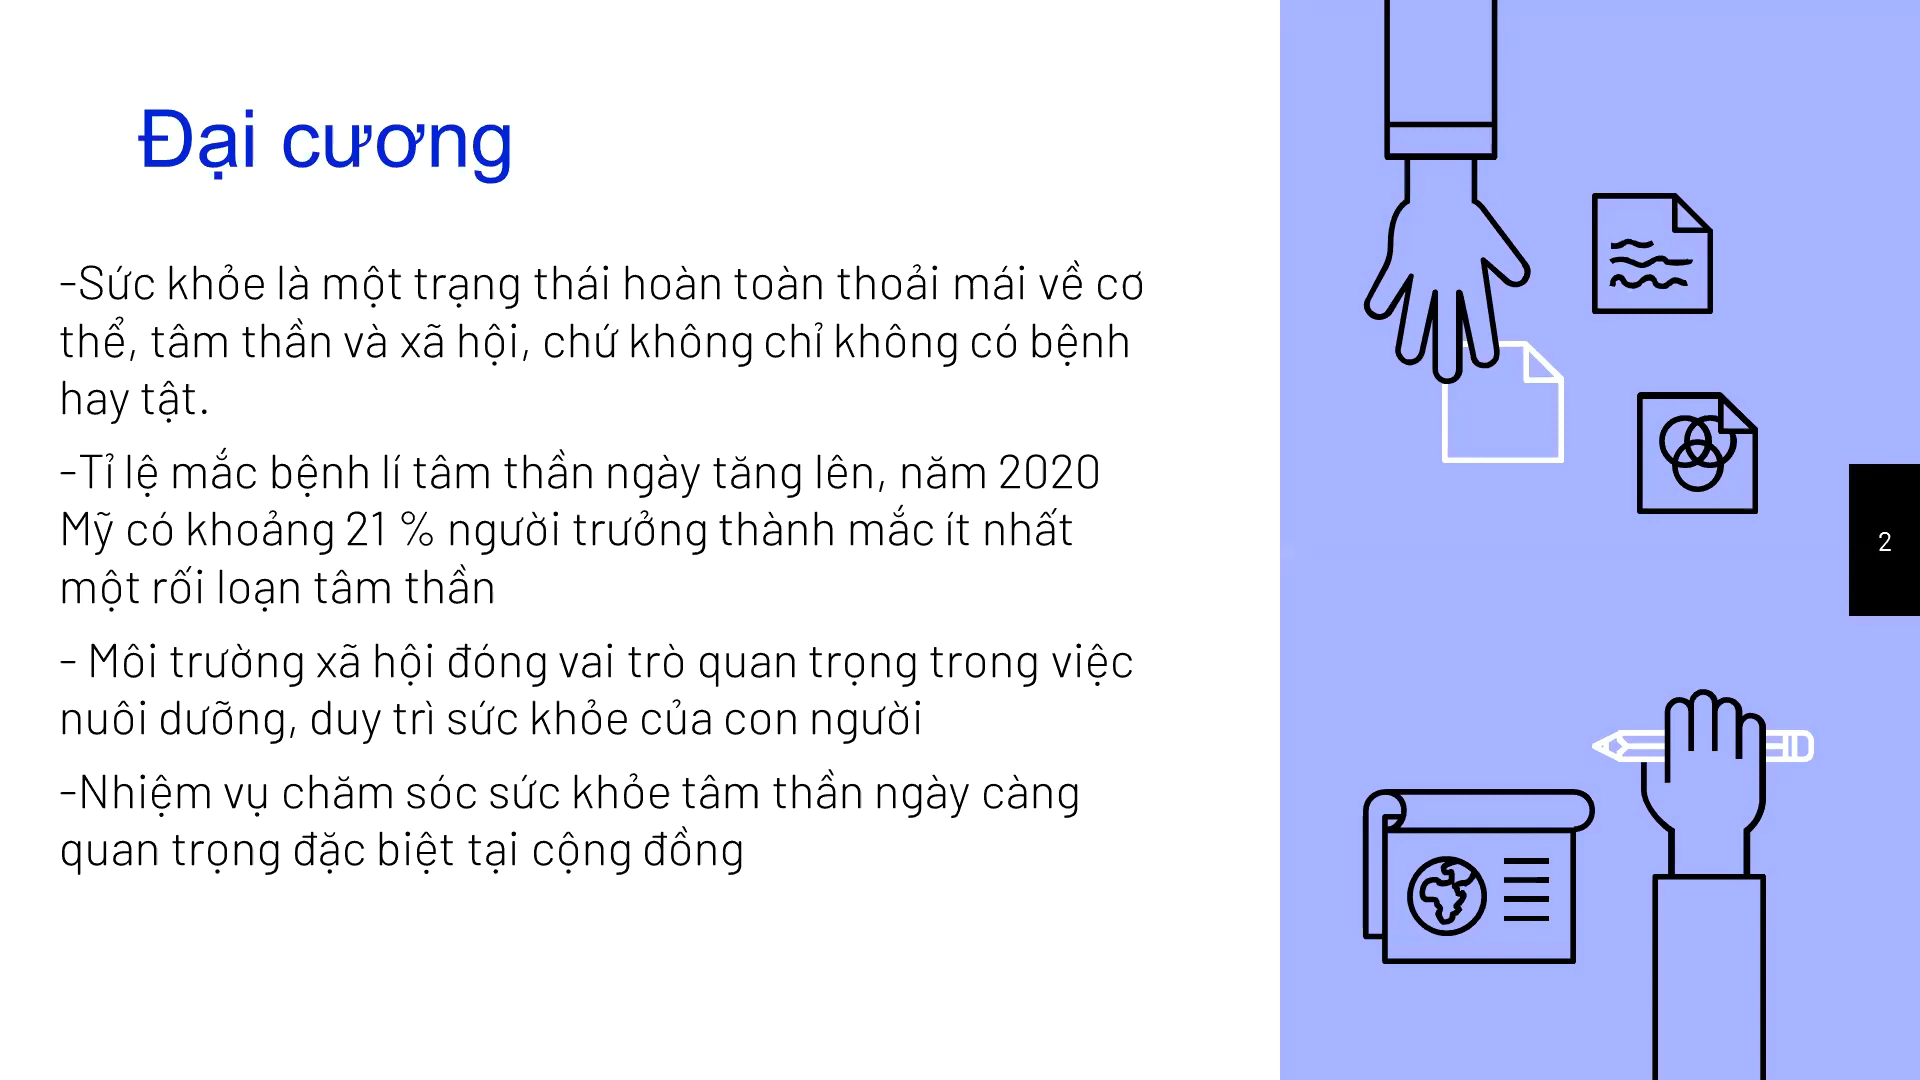 Đại cương
-Sức khỏe là một trạng thái hoàn toàn thoải mái về cơ
thể, tâm thần và xã hội, chứ không chỉ không có bệnh
hay tật.
-Tỉ lệ mắc bệnh lí tâm thần ngày tăng lên, năm 2020
Mỹ có khoảng 21 % người trưởng thành mắc ít nhất
một rối loạn tâm thần
- Môi trường xã hội đóng vai trò quan trọng trong việc
nuôi dưỡng, duy trì sức khỏe của con người
-Nhiệm vụ chăm sóc sức khỏe tâm thần ngày càng
quan trọng đặc biệt tại cộng đồng
2